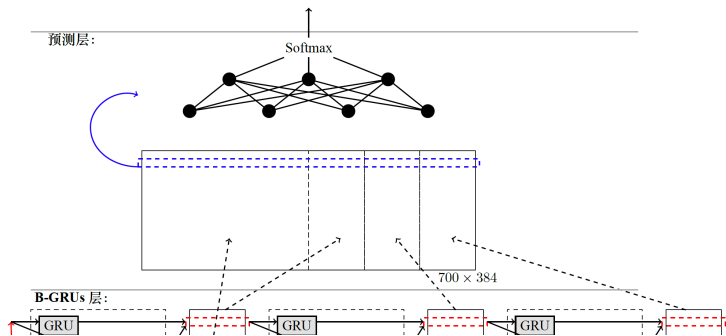 预测层:
Softmax
700 × 384
B-GRUs 层:
GRU GRU GRU